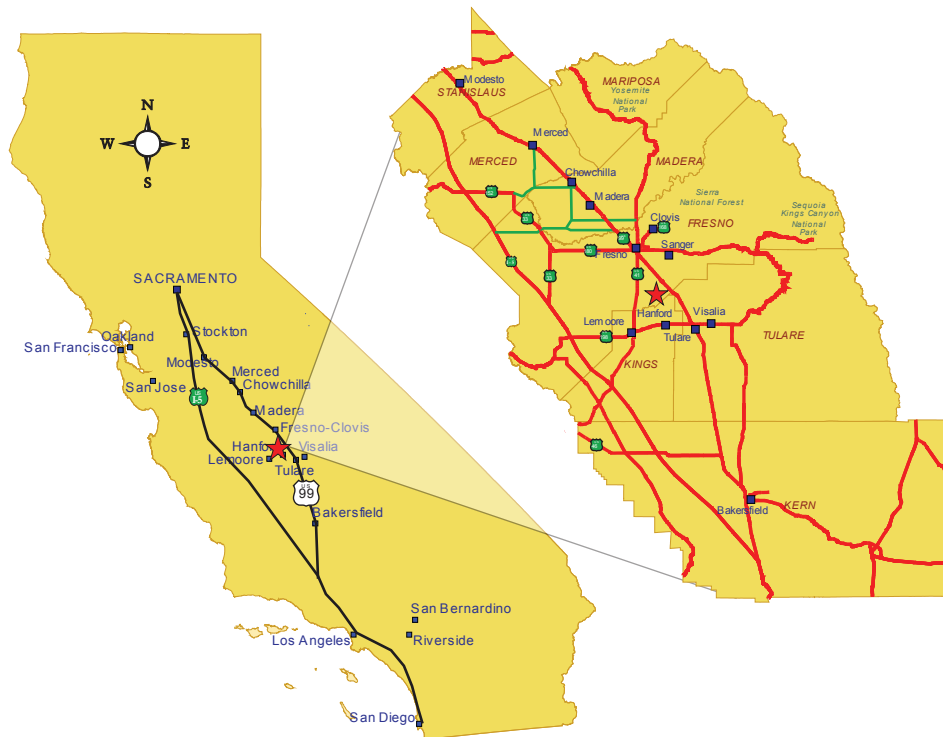 N
W E
S
SACRAMENTO
Stockton
Oakland
San Francisco
Modesto
San Jose
Merced
Chowchilla
I-5
Madera
Fresno-Clovis
Hanford
Visalia
Lemoore
Tulare
U.S.
99
Bakersfield
San Bernardino
Los Angeles
Riverside
San Diego
Modesto
STANISLAUS
MARIPOSA
Yosemite
National
Park
Merced
MERCED
MADERA
Chowchilla
Madera
Sierra
National Forest
Sequoia
Kings Canyon
National
Park
Clovis
FRESNO
Fresno
Sanger
41
Lemoore
Hanford
Visalia
Tulare
TULARE
KINGS
Bakersfield
KERN